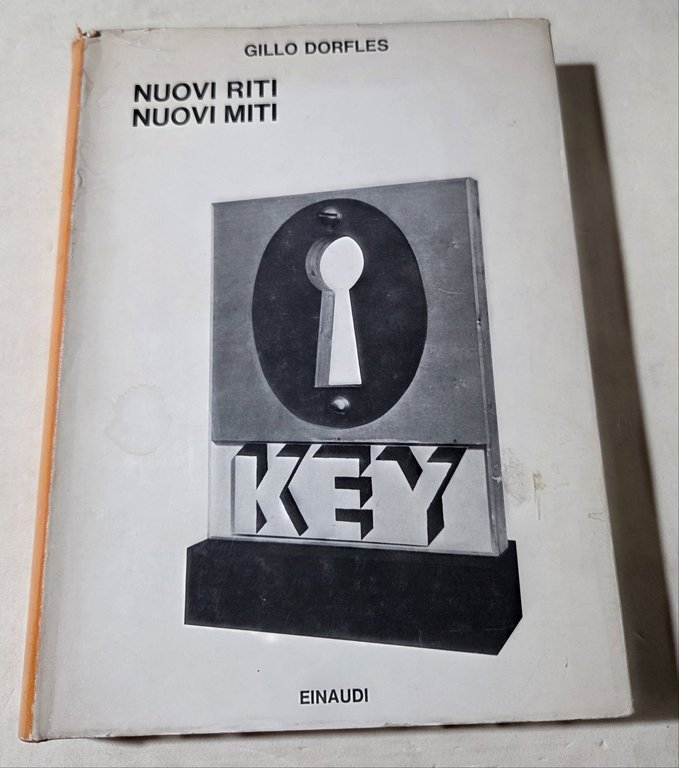 GILLO DORFLES
NUOVI RITI
NUOVI MITI
KEY
EINAUDI